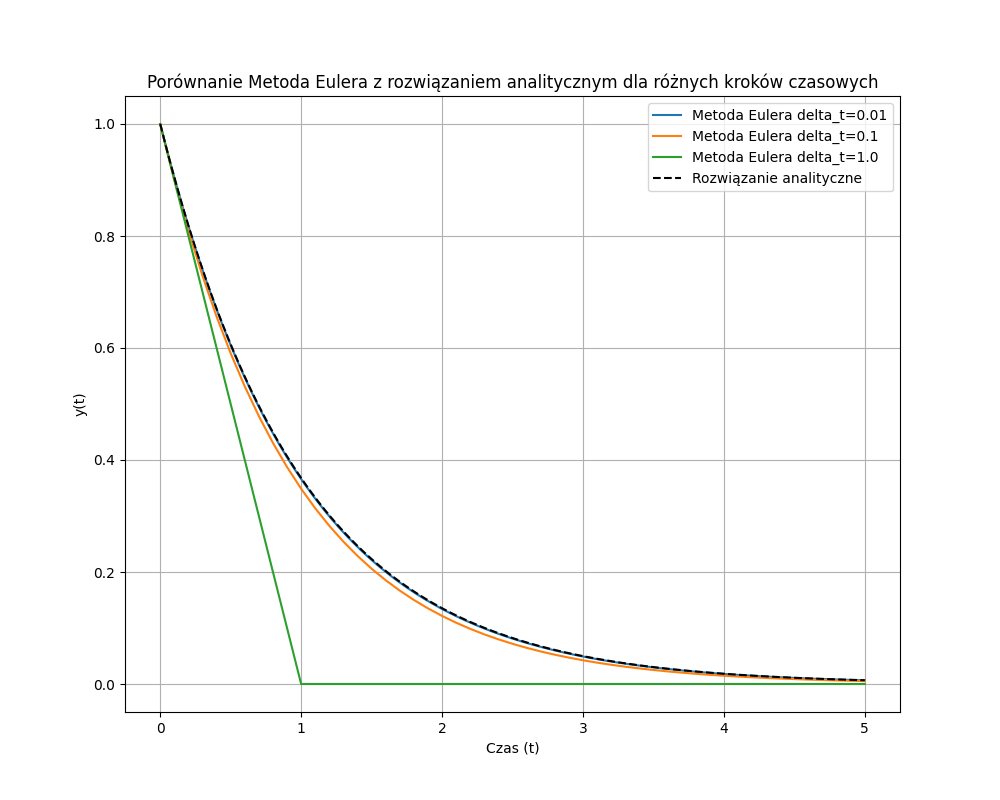 Porównanie Metoda Eulera z rozwiązaniem analitycznym dla różnych kroków czasowych
Metoda Eulera delta_t=0.01
Metoda Eulera delta_t=0.1
Metoda Eulera delta_t=1.0
Rozwiązanie analityczne
1.0
0.8
0.6
0.4
0.2
0.0
y(t)
0 1 2 3 4 5
Czas (t)